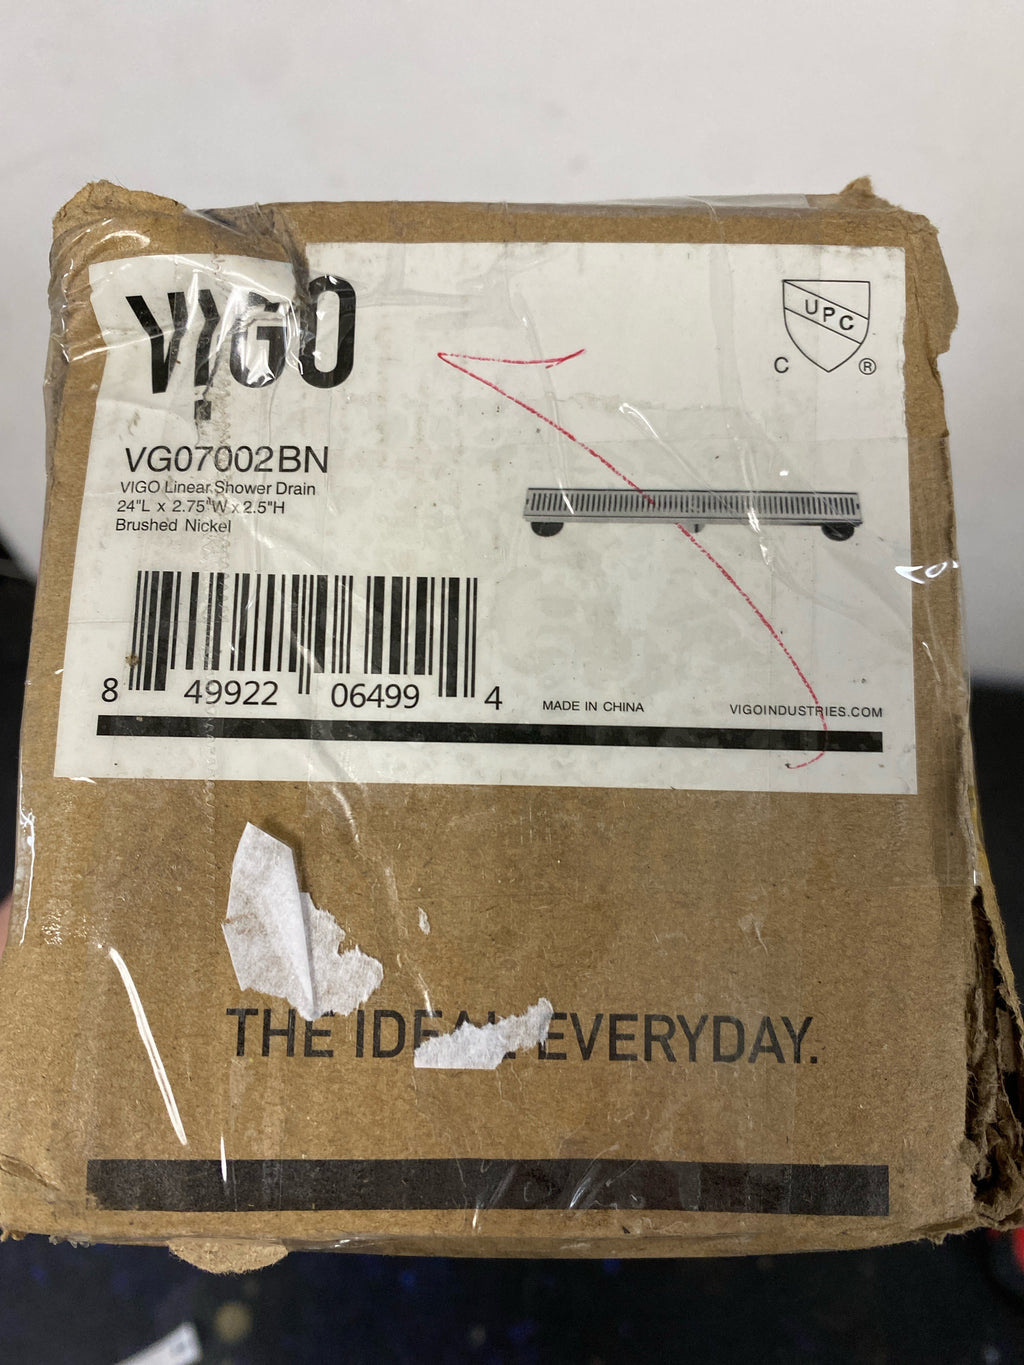 VIGO
UPC
C ®
VG07002BN
VIGO Linear Shower Drain
24"L x 2.75"W x 2.5"H
Brushed Nickel
8 49922 06499 4
MADE IN CHINA
VIGOINDUSTRIES.COM
THE IDEAL EVERYDAY.